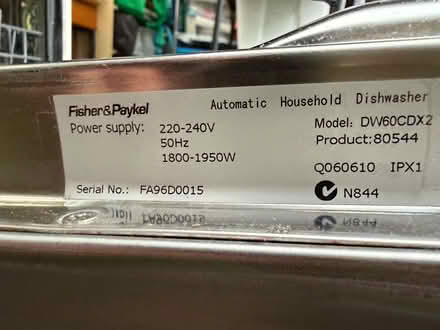 Fisher&Paykel
Automatic Household Dishwasher
Power supply: 220-240V
50Hz
1800-1950W
Model: DW60CDX2
Product:80544
Q060610 IPX1
N844
Serial No.: FA96D0015